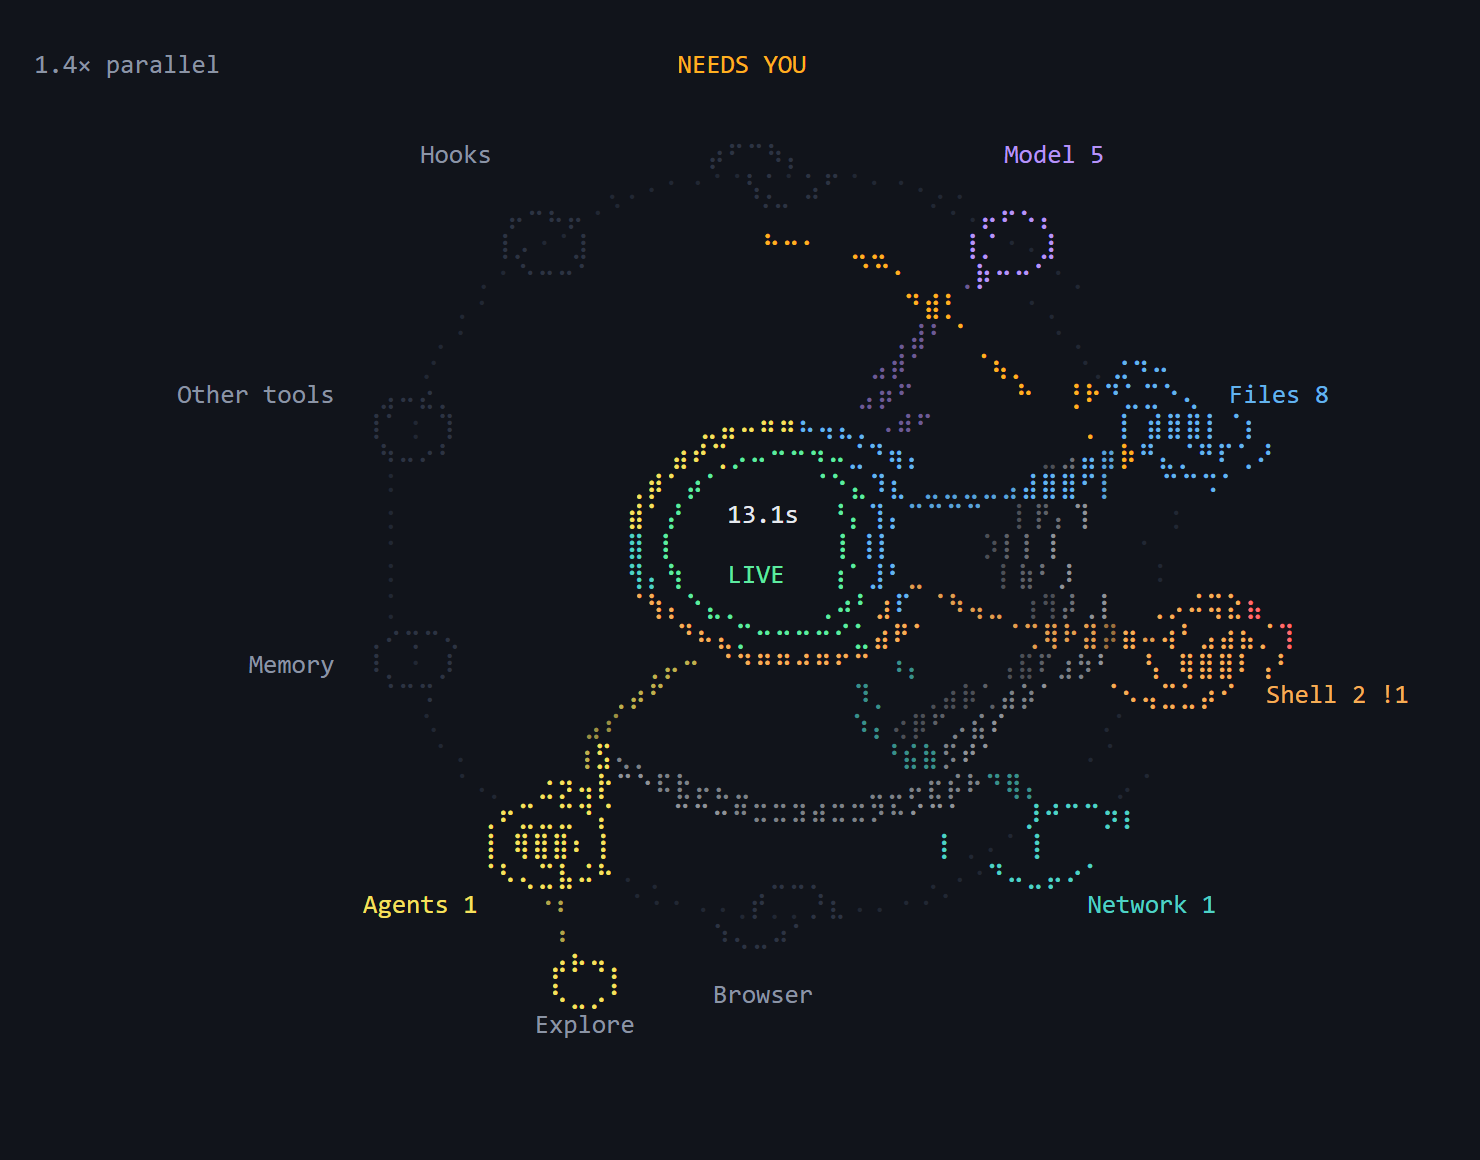 1.4× parallel
NEEDS YOU
Hooks
Model 5
Other tools
Files 8
13.1s
LIVE
Memory
Shell 2 !1
Agents 1
Network 1
Browser
Explore